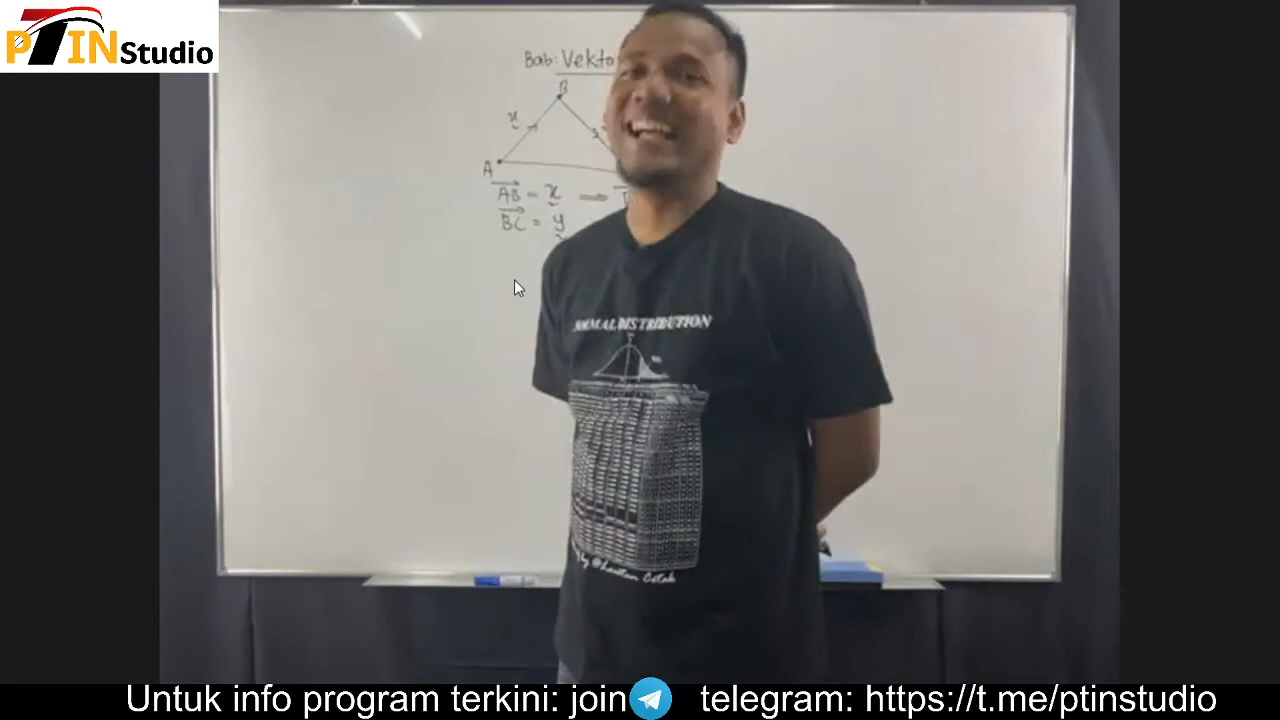 PTIN Studio
Bab: Vekto
B
x
A
AB = x ⟹
BC = y
NORMAL DISTRIBUTION
Untuk info program terkini: join telegram: https://t.me/ptinstudio